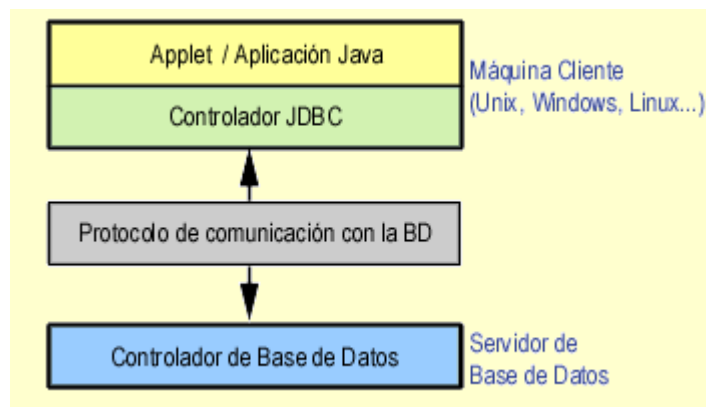 Applet / Aplicación Java
Controlador JDBC
Máquina Cliente
(Unix, Windows, Linux...)
Protocolo de comunicación con la BD
Controlador de Base de Datos
Servidor de
Base de Datos